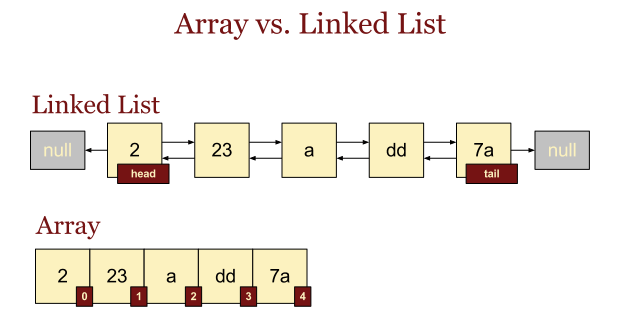 Array vs. Linked List
Linked List
null 2 23 a dd 7a null
head tail
Array
2 23 a dd 7a
0 1 2 3 4